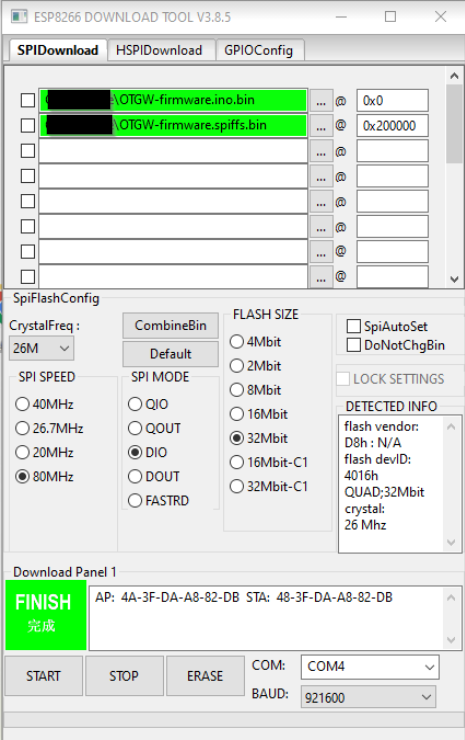 ESP8266 DOWNLOAD TOOL V3.8.5
SPIDownload HSPIDownload GPIOConfig
\OTGW-firmware.ino.bin ... @ 0x0
\OTGW-firmware.spiffs.bin ... @ 0x200000
... @
... @
... @
... @
... @
... @
SpiFlashConfig
CrystalFreq :
26M
CombineBin
Default
SPI SPEED
40MHz
26.7MHz
20MHz
80MHz
SPI MODE
QIO
QOUT
DIO
DOUT
FASTRD
FLASH SIZE
4Mbit
2Mbit
8Mbit
16Mbit
32Mbit
16Mbit-C1
32Mbit-C1
SpiAutoSet
DoNotChgBin
LOCK SETTINGS
DETECTED INFO
flash vendor:
D8h : N/A
flash devID:
4016h
QUAD;32Mbit
crystal:
26 Mhz
Download Panel 1
FINISH
完成
AP: 4A-3F-DA-A8-82-DB STA: 48-3F-DA-A8-82-DB
START STOP ERASE
COM: COM4
BAUD: 921600